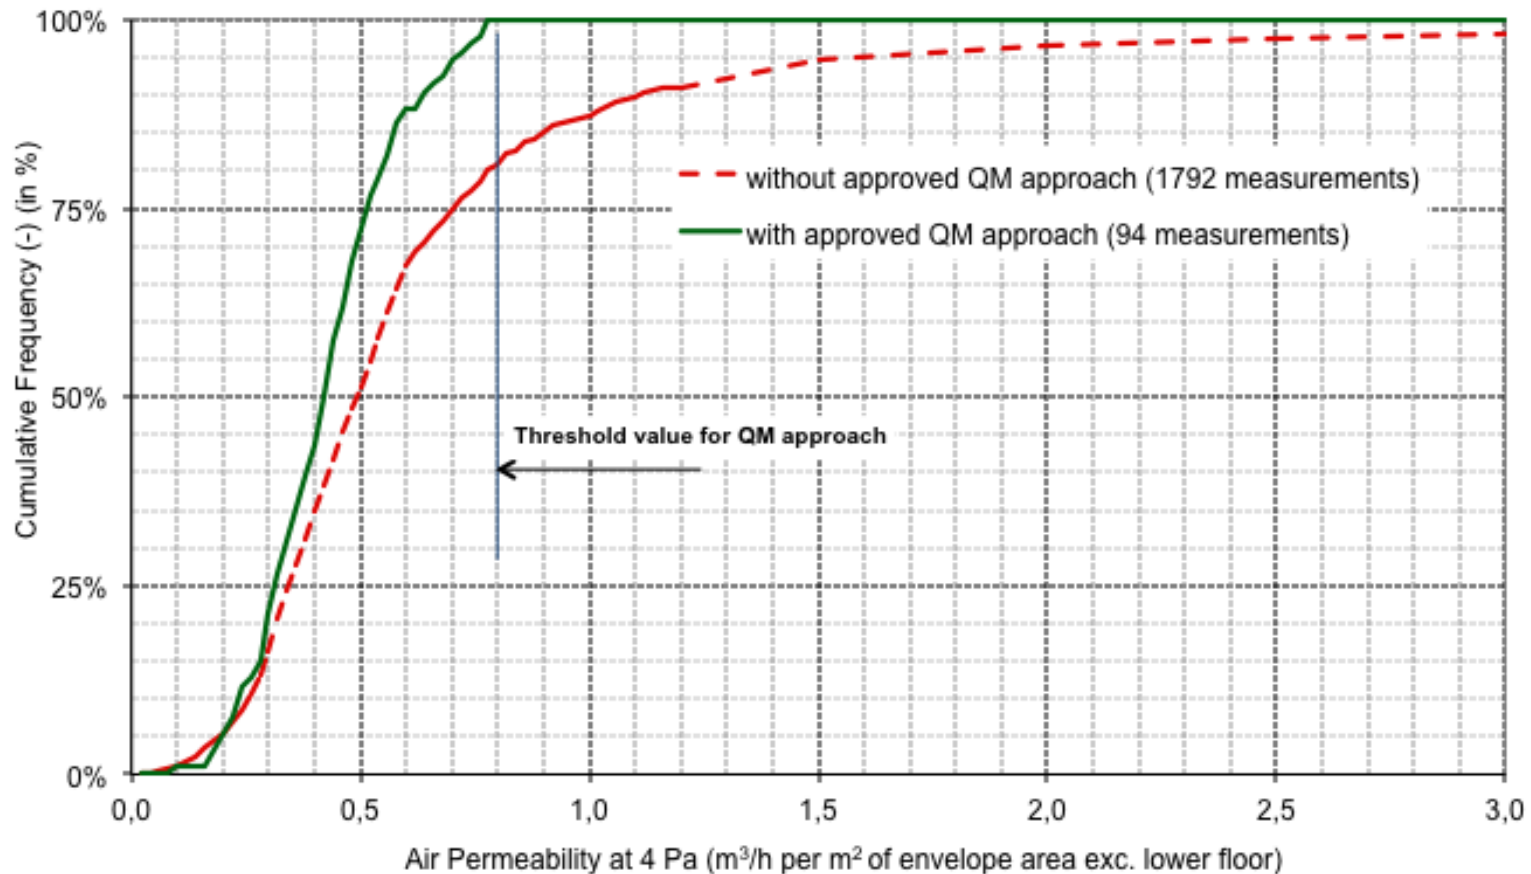 Cumulative Frequency (-) (in %)
100%
75%
50%
25%
0%
without approved QM approach (1792 measurements)
with approved QM approach (94 measurements)
Threshold value for QM approach
0,0 0,5 1,0 1,5 2,0 2,5 3,0
Air Permeability at 4 Pa (m³/h per m² of envelope area exc. lower floor)